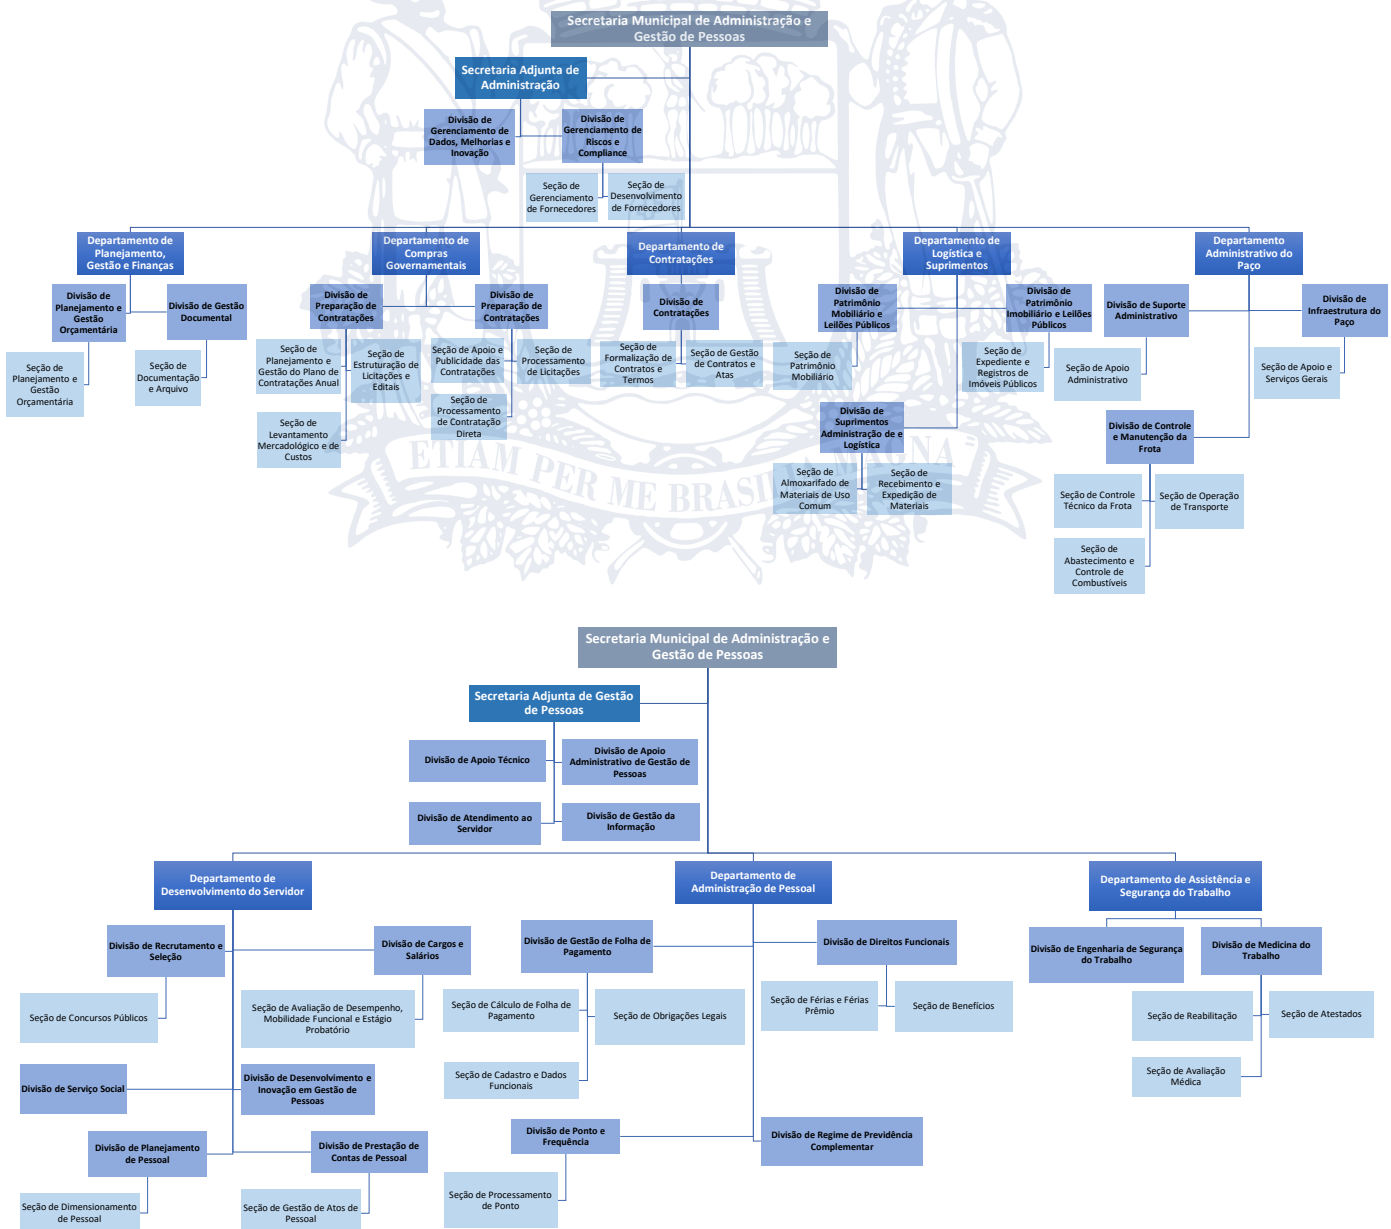 Secretaria Municipal de Administração e
Gestão de Pessoas
Secretaria Adjunta de
Administração
Divisão de
Gerenciamento de
Dados, Melhorias e
Inovação
Divisão de
Gerenciamento de
Riscos e
Compliance
Seção de
Gerenciamento
de Fornecedores
Seção de
Desenvolvimento
de Fornecedores
Departamento de
Planejamento,
Gestão e Finanças
Departamento de
Compras
Governamentais
Departamento de
Contratações
Departamento de
Logística e
Suprimentos
Departamento
Administrativo do
Paço
Divisão de
Planejamento e
Gestão
Orçamentária
Divisão de Gestão
Documental
Divisão de
Preparação de
Contratações
Divisão de
Preparação de
Contratações
Divisão de
Contratações
Divisão de
Patrimônio
Mobiliário e
Leilões Públicos
Divisão de
Patrimônio
Imobiliário e Leilões
Públicos
Divisão de Suporte
Administrativo
Divisão de
Infraestrutura do
Paço
Seção de
Planejamento e
Gestão
Orçamentária
Seção de
Documentação
e Arquivo
Seção de
Planejamento e
Gestão do Plano de
Contratações Anual
Seção de
Estruturação de
Licitações e
Editais
Seção de Apoio e
Publicidade das
Contratações
Seção de
Processamento
de Licitações
Seção de
Formalização de
Contratos e
Termos
Seção de Gestão
de Contratos e
Atas
Seção de
Patrimônio
Mobiliário
Seção de
Expediente e
Registros de
Imóveis Públicos
Seção de Apoio
Administrativo
Seção de Apoio e
Serviços Gerais
Seção de
Levantamento
Mercadológico e de
Custos
Seção de
Processamento
de Contratação
Direta
Divisão de
Suprimentos
Administração de e
Logística
Divisão de Controle
e Manutenção da
Frota
Seção de
Almoxarifado de
Materiais de Uso
Comum
Seção de
Recebimento e
Expedição de
Materiais
Seção de Controle
Técnico da Frota
Seção de Operação
de Transporte
Seção de
Abastecimento e
Controle de
Combustíveis
ETIAM PER ME BRASILIA MAGNA
Secretaria Municipal de Administração e
Gestão de Pessoas
Secretaria Adjunta de Gestão
de Pessoas
Divisão de Apoio Técnico
Divisão de Apoio
Administrativo de Gestão de
Pessoas
Divisão de Atendimento ao
Servidor
Divisão de Gestão da
Informação
Departamento de
Desenvolvimento do Servidor
Departamento de
Administração de Pessoal
Departamento de Assistência e
Segurança do Trabalho
Divisão de Recrutamento e
Seleção
Divisão de Cargos e
Salários
Divisão de Gestão de Folha de
Pagamento
Divisão de Direitos Funcionais
Divisão de Engenharia de Segurança
do Trabalho
Divisão de Medicina do
Trabalho
Seção de Concursos Públicos
Seção de Avaliação de Desempenho,
Mobilidade Funcional e Estágio
Probatório
Seção de Cálculo de Folha de
Pagamento
Seção de Obrigações Legais
Seção de Férias e Férias
Prêmio
Seção de Benefícios
Seção de Reabilitação
Seção de Atestados
Divisão de Serviço Social
Divisão de Desenvolvimento e
Inovação em Gestão de
Pessoas
Seção de Cadastro e Dados
Funcionais
Seção de Avaliação
Médica
Divisão de Planejamento
de Pessoal
Divisão de Prestação de
Contas de Pessoal
Divisão de Ponto e
Frequência
Divisão de Regime de Previdência
Complementar
Seção de Dimensionamento
de Pessoal
Seção de Gestão de Atos de
Pessoal
Seção de Processamento
de Ponto